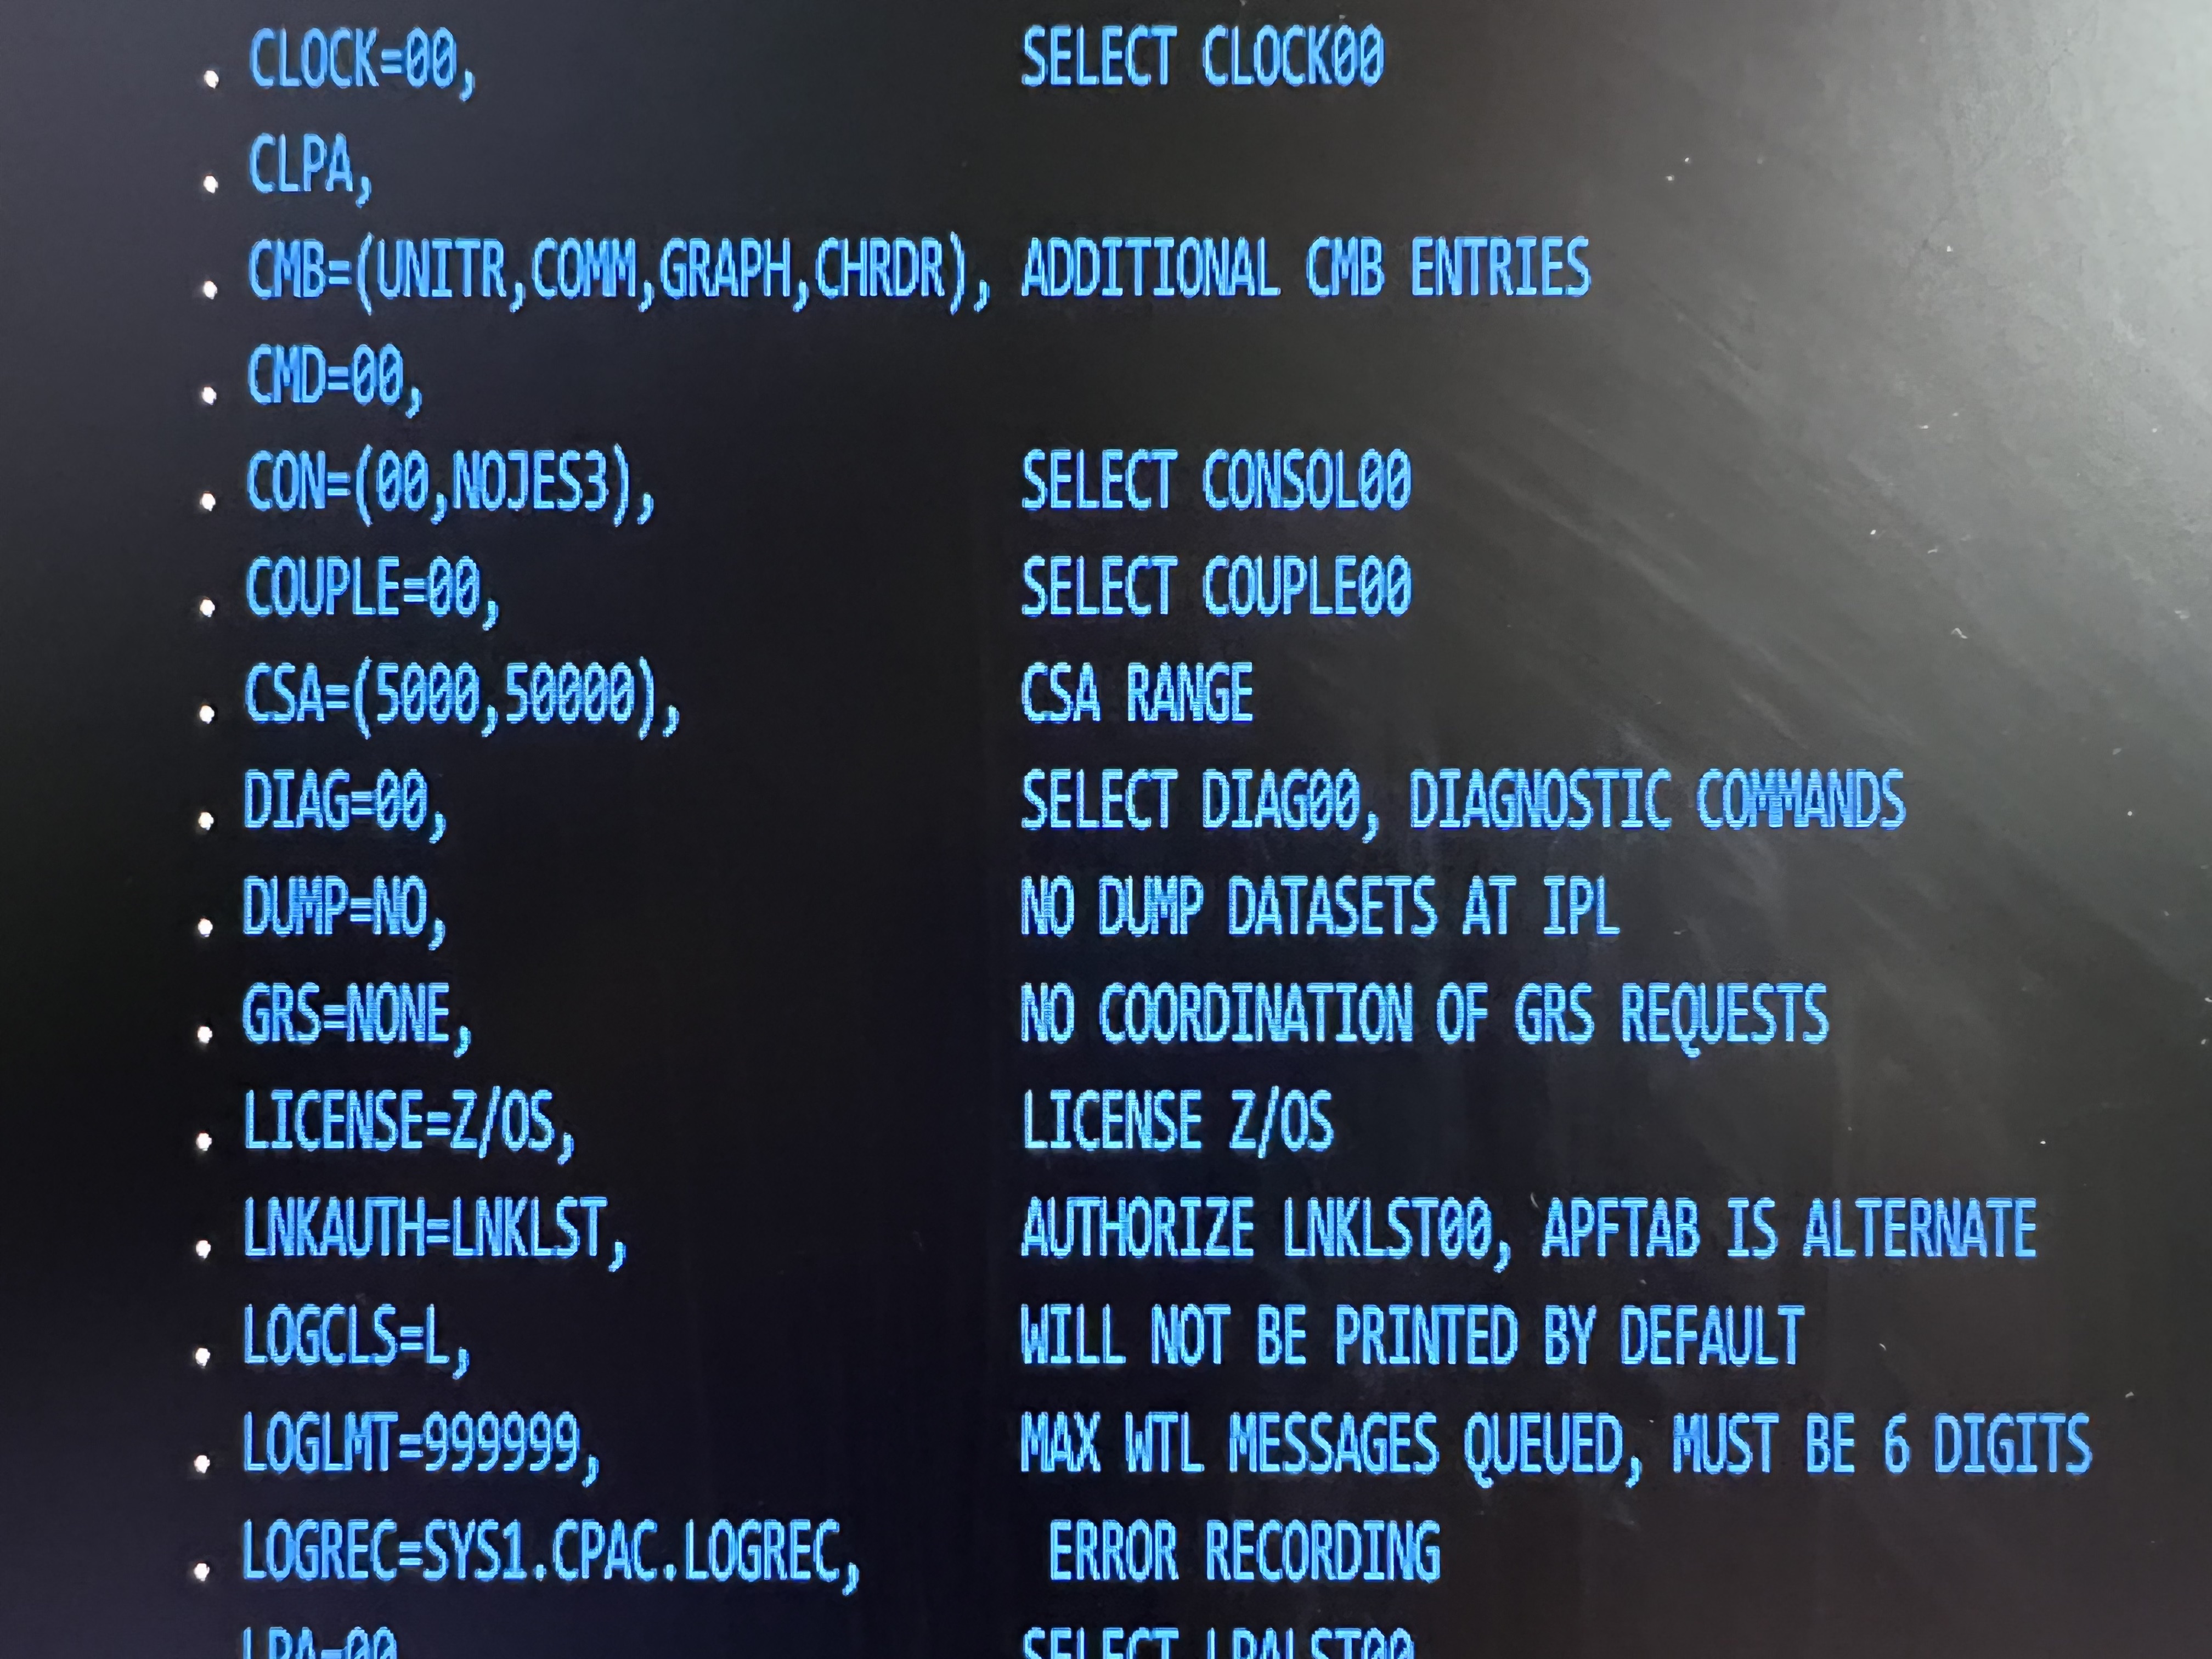 . CLOCK=00, SELECT CLOCK00
. CLPA,
. CMB=(UNITR,COMM,GRAPH,CHRDR), ADDITIONAL CMB ENTRIES
. CMD=00,
. CON=(00,NOJES3), SELECT CONSOL00
. COUPLE=00, SELECT COUPLE00
. CSA=(5000,50000), CSA RANGE
. DIAG=00, SELECT DIAG00, DIAGNOSTIC COMMANDS
. DUMP=NO, NO DUMP DATASETS AT IPL
. GRS=NONE, NO COORDINATION OF GRS REQUESTS
. LICENSE=Z/OS, LICENSE Z/OS
. LNKAUTH=LNKLST, AUTHORIZE LNKLST00, APFTAB IS ALTERNATE
. LOGCLS=L, WILL NOT BE PRINTED BY DEFAULT
. LOGLMT=999999, MAX WTL MESSAGES QUEUED, MUST BE 6 DIGITS
. LOGREC=SYS1.CPAC.LOGREC, ERROR RECORDING
LPA=00 SELECT LPALST00